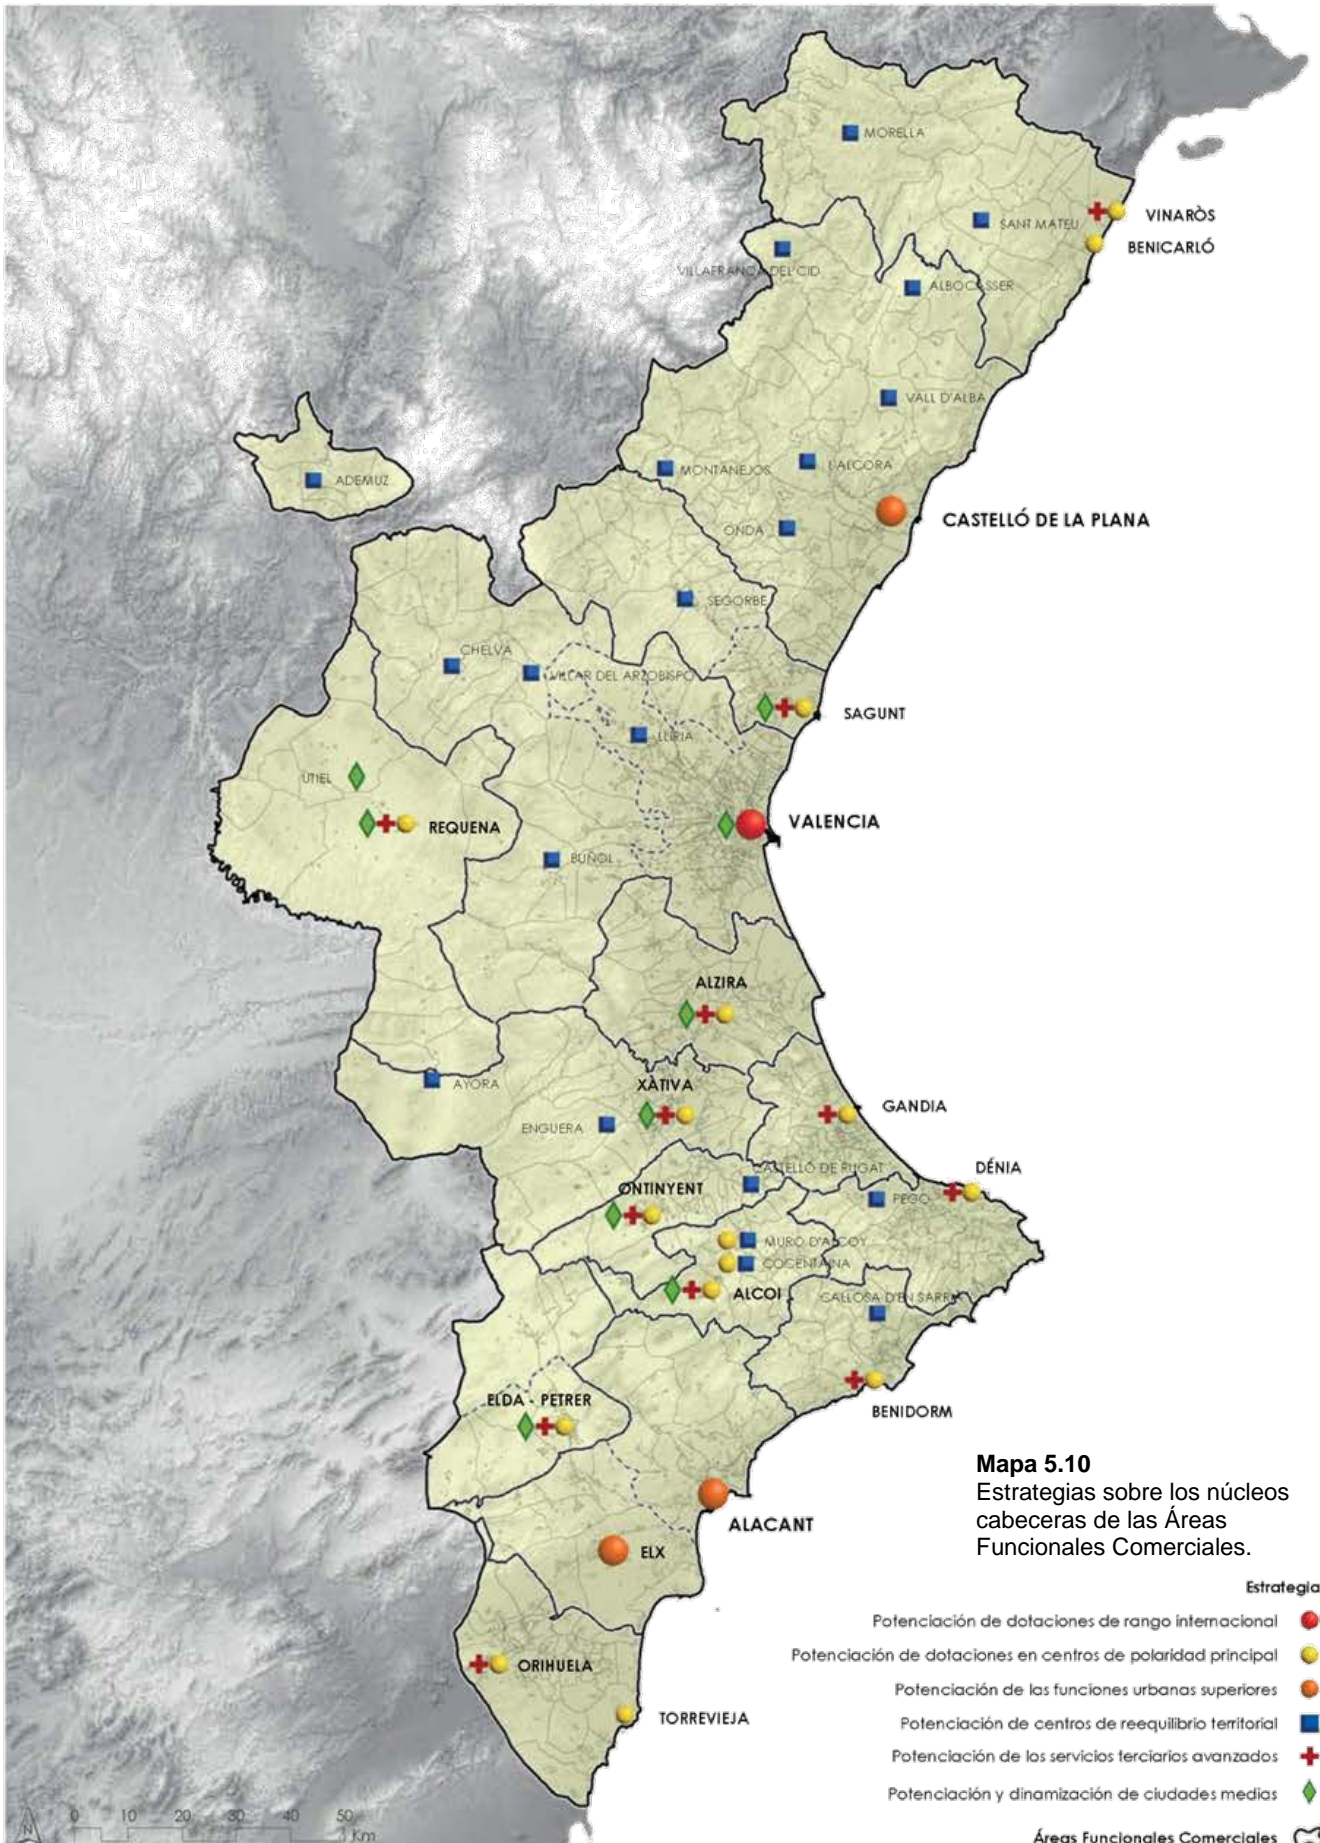 MORELLA
SANT MATEU
VINARÒS
BENICARLÓ
VILLAFRANCA DEL CID
ALBOCASSER
VALL D'ALBA
MONTANEJOS
L'ALCORA
ADEMUZ
CASTELLÓ DE LA PLANA
ONDA
SEGORBE
CHELVA
VILLAR DEL ARZOBISPO
SAGUNT
LLIRIA
UTIEL
REQUENA
VALENCIA
BUÑOL
ALZIRA
AYORA
XÀTIVA
ENGUERA
GANDIA
CASTELLÓ DE RUGAT
DÉNIA
ONTINYENT
PEGO
MURO D'ALCOY
COCENTAINA
ALCOI
CALLOSA D'EN SARRIÀ
ELDA - PETRER
BENIDORM
Mapa 5.10
Estrategias sobre los núcleos
cabeceras de las Áreas
Funcionales Comerciales.
ALACANT
ELX
Estrategia
Potenciación de dotaciones de rango internacional
Potenciación de dotaciones en centros de polaridad principal
ORIHUELA
Potenciación de las funciones urbanas superiores
TORREVIEJA
Potenciación de centros de reequilibrio territorial
Potenciación de los servicios terciarios avanzados
Potenciación y dinamización de ciudades medias
Áreas Funcionales Comerciales
N
0 10 20 30 40 50
Km